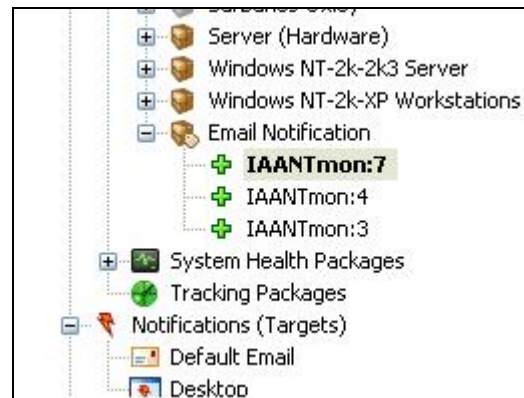 Server (Hardware)
Windows NT-2k-2k3 Server
Windows NT-2k-XP Workstations
Email Notification
IAANTmon:7
IAANTmon:4
IAANTmon:3
System Health Packages
Tracking Packages
Notifications (Targets)
Default Email
Desktop